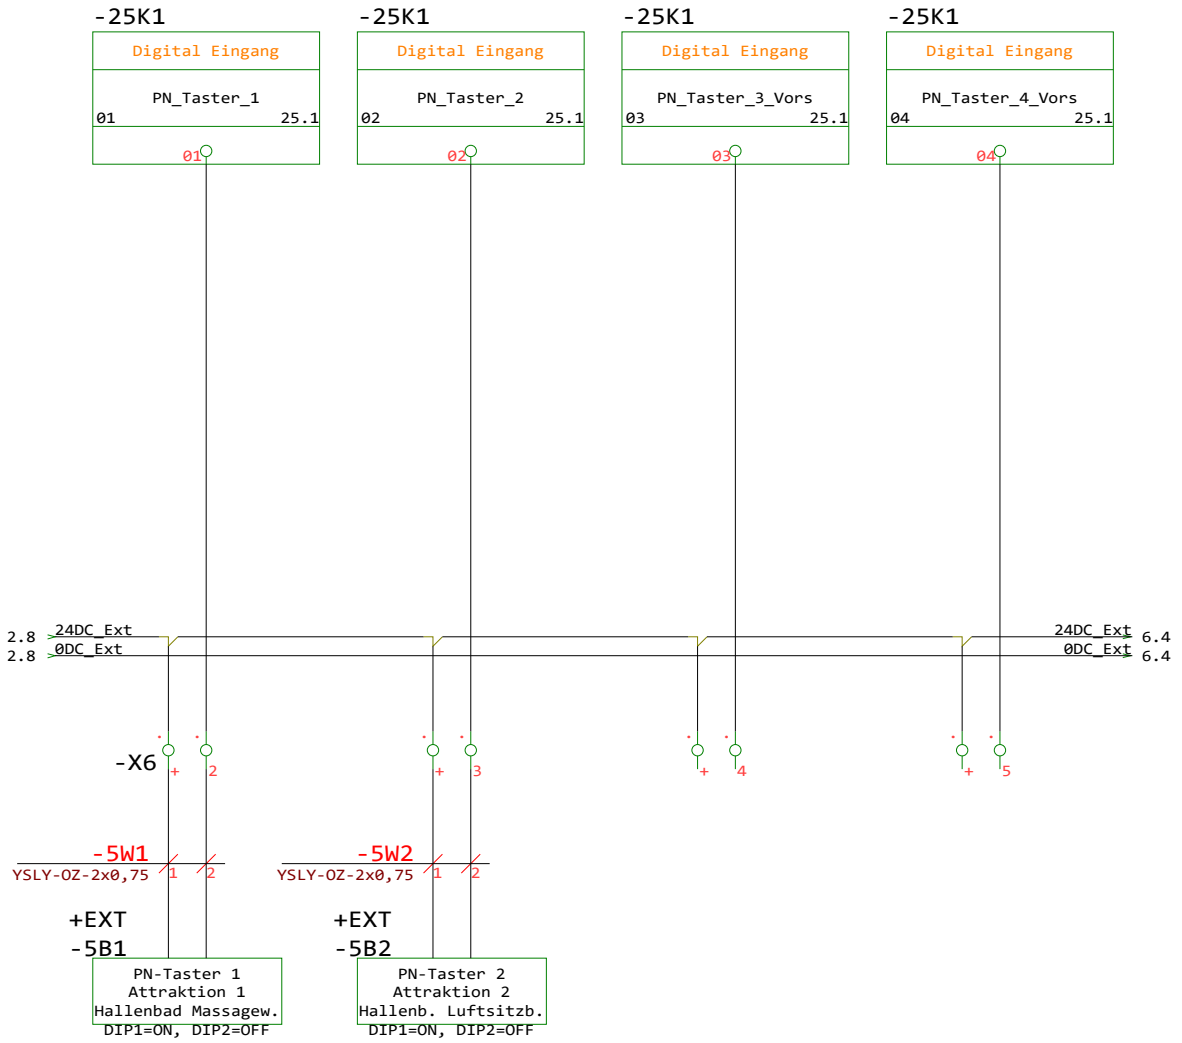 -25K1 -25K1 -25K1 -25K1
Digital Eingang Digital Eingang Digital Eingang Digital Eingang
PN_Taster_1 PN_Taster_2 PN_Taster_3_Vors PN_Taster_4_Vors
01 25.1 02 25.1 03 25.1 04 25.1
01 02 03 04
24DC_Ext 24DC_Ext
2.8 6.4
0DC_Ext 0DC_Ext
2.8 6.4
-X6 + 2 + 3 + 4 + 5
-5W1 -5W2
YSLY-OZ-2x0,75 1 2 YSLY-OZ-2x0,75 1 2
+EXT +EXT
-5B1 -5B2
PN-Taster 1 PN-Taster 2
Attraktion 1 Attraktion 2
Hallenbad Massagew. Hallenb. Luftsitzb.
DIP1=ON, DIP2=OFF DIP1=ON, DIP2=OFF